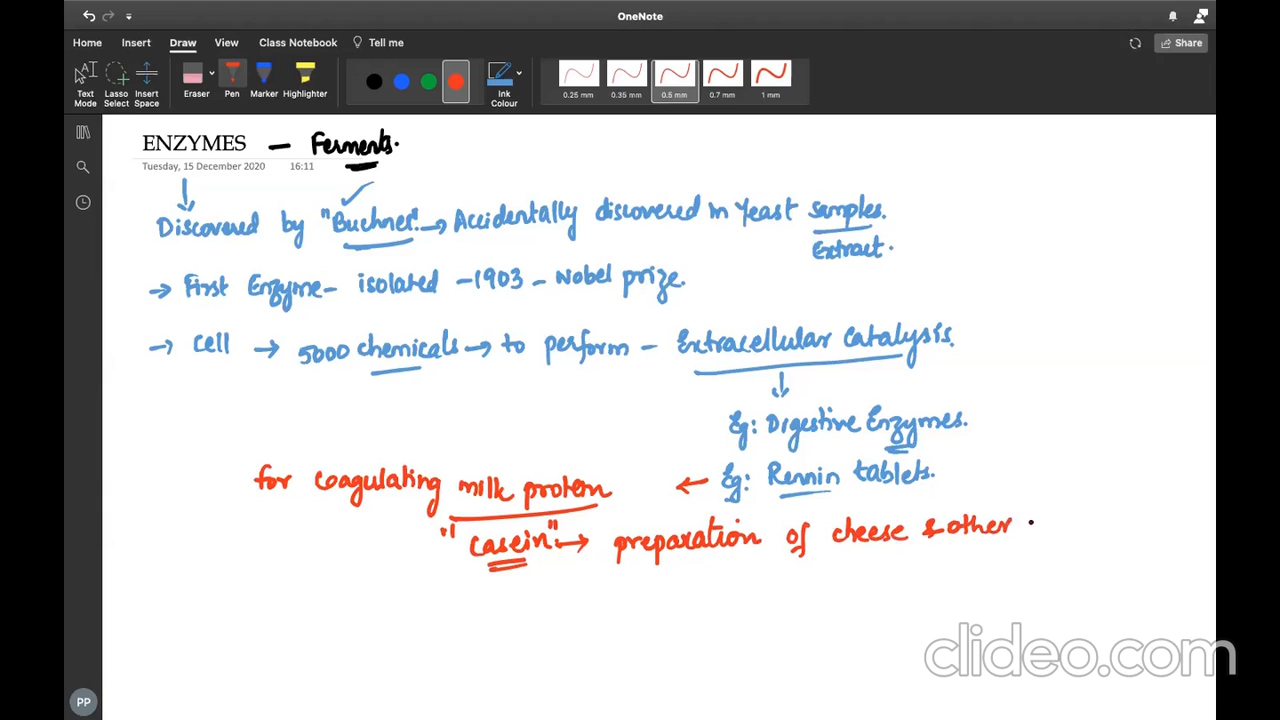 OneNote
Home Insert Draw View Class Notebook Tell me Share
Text Mode Lasso Select Insert Space Eraser Pen Marker Highlighter Ink Colour 0.25 mm 0.35 mm 0.5 mm 0.7 mm 1 mm
ENZYMES — Ferments.
Tuesday, 15 December 2020 16:11
Discovered by "Buchner". → Accidentally discovered in Yeast samples.
Extract.
→ First Enzyme - isolated - 1903 - Nobel prize.
→ Cell → 5000 chemicals → to perform - Extracellular catalysis.
Eg: Digestive Enzymes.
for coagulating milk protein ← Eg: Rennin tablets.
"casein" → preparation of cheese & other
PP
clideo.com